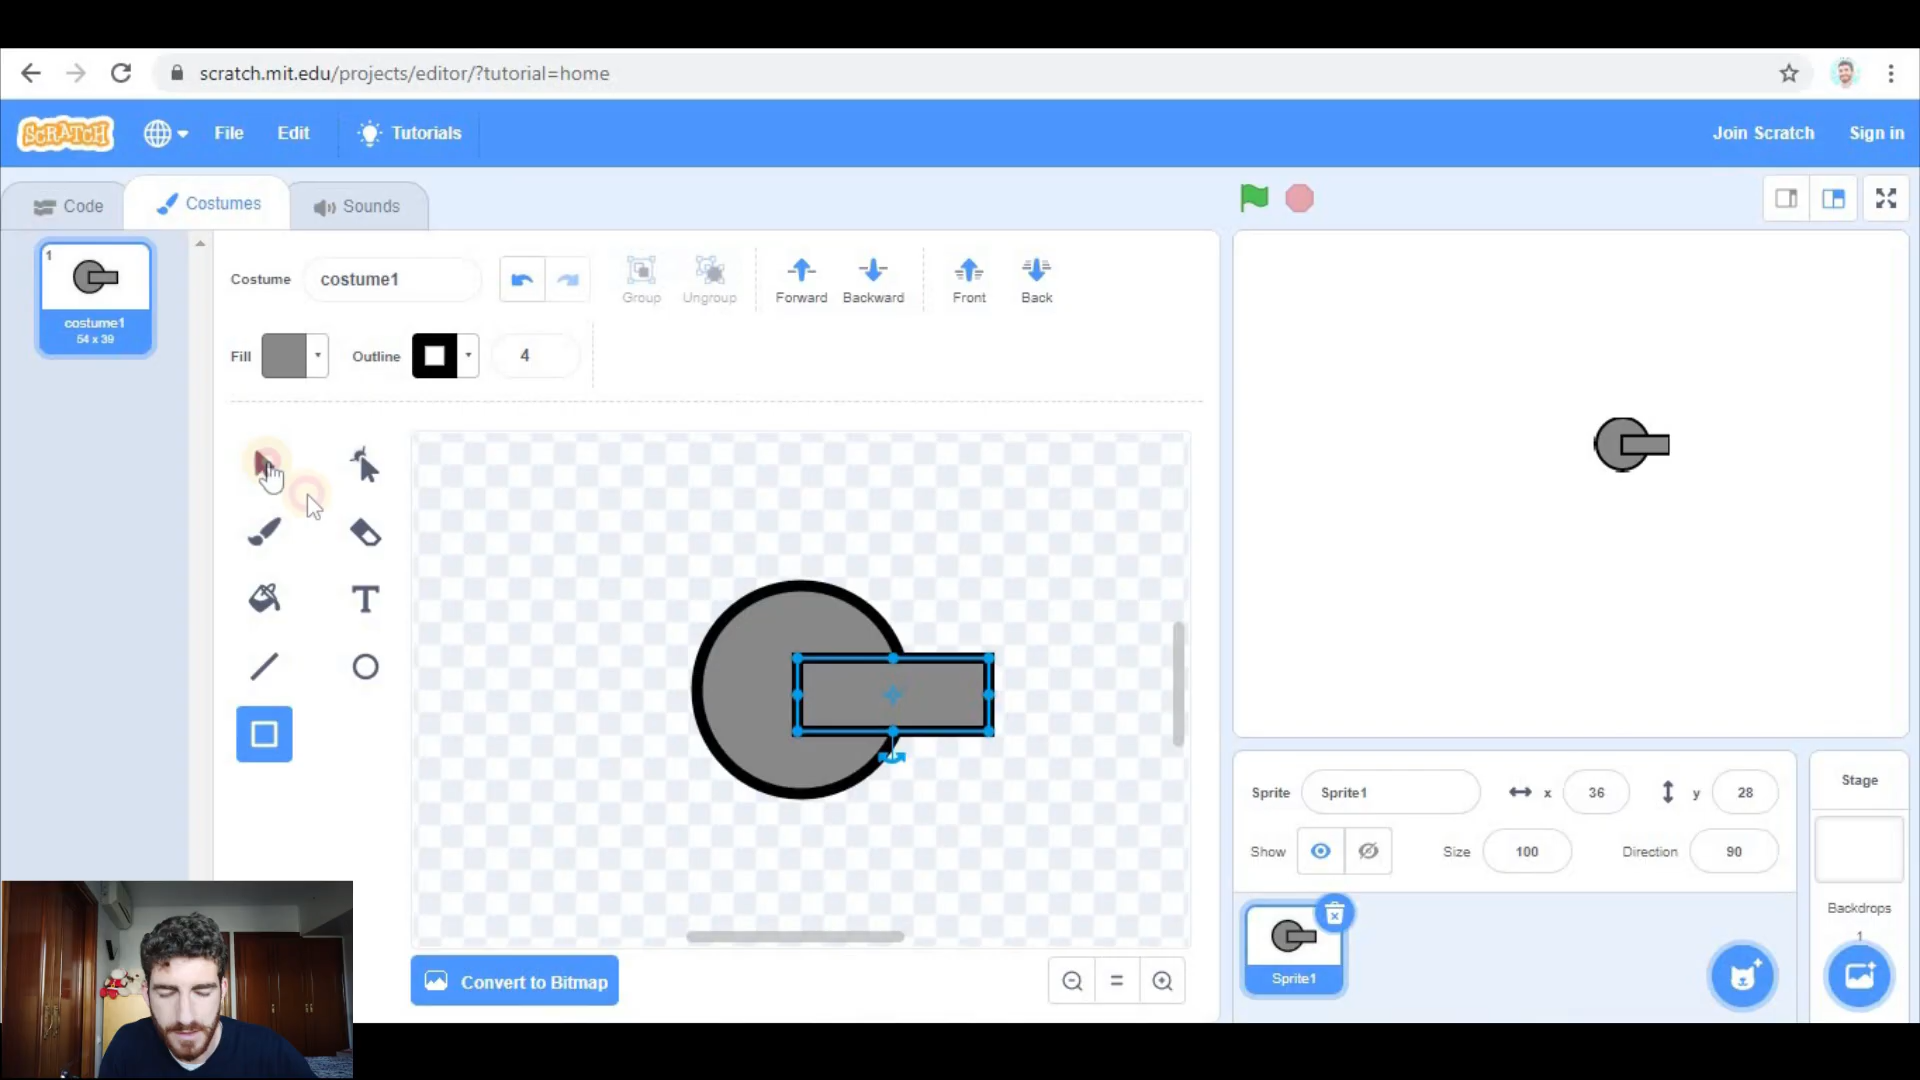 scratch.mit.edu/projects/editor/?tutorial=home
SCRATCH
File
Edit
Tutorials
Join Scratch
Sign in
Code
Costumes
Sounds
1
costume1
54 x 39
Costume
costume1
Group
Ungroup
Forward
Backward
Front
Back
Fill
Outline
4
T
Convert to Bitmap
=
Sprite
Sprite1
x
36
y
28
Show
Size
100
Direction
90
Sprite1
Stage
Backdrops
1